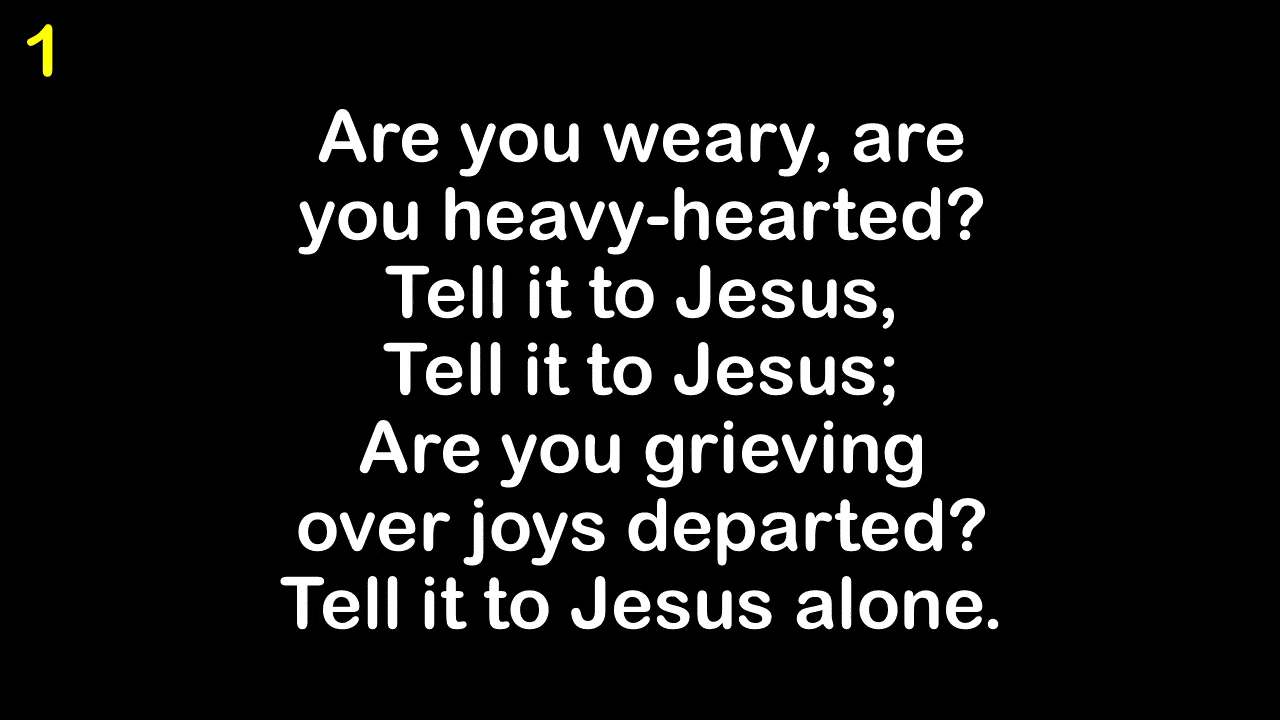 1
Are you weary, are
you heavy-hearted?
Tell it to Jesus,
Tell it to Jesus;
Are you grieving
over joys departed?
Tell it to Jesus alone.